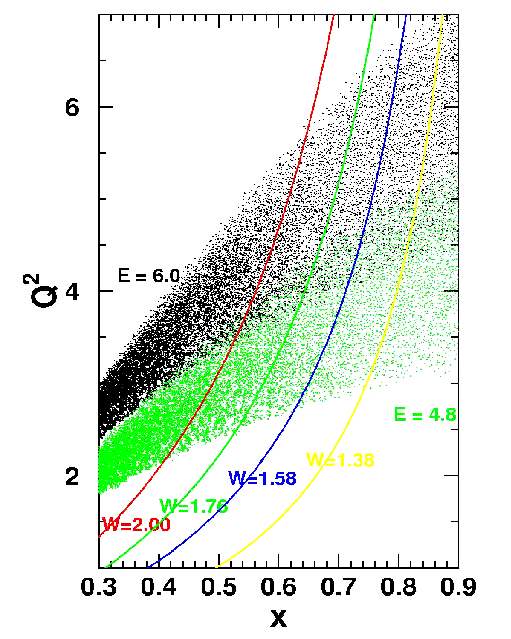 6
E = 6.0
Q²
4
E = 4.8
W=1.38
2
W=1.58
W=1.76
W=2.00
0.3 0.4 0.5 0.6 0.7 0.8 0.9
x